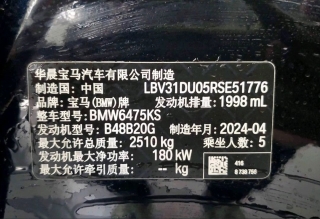 华晨宝马汽车有限公司制造
制造国: 中国 LBV31DU05RSE51776
品牌: 宝马(BMW)牌 发动机排量: 1998 mL
整车型号: BMW6475KS
发动机型号: B48B20G 制造年月: 2024-04
最大允许总质量: 2510 kg 乘坐人数: 5
发动机最大净功率: 180 kW
最大允许牵引质量: -- kg
416